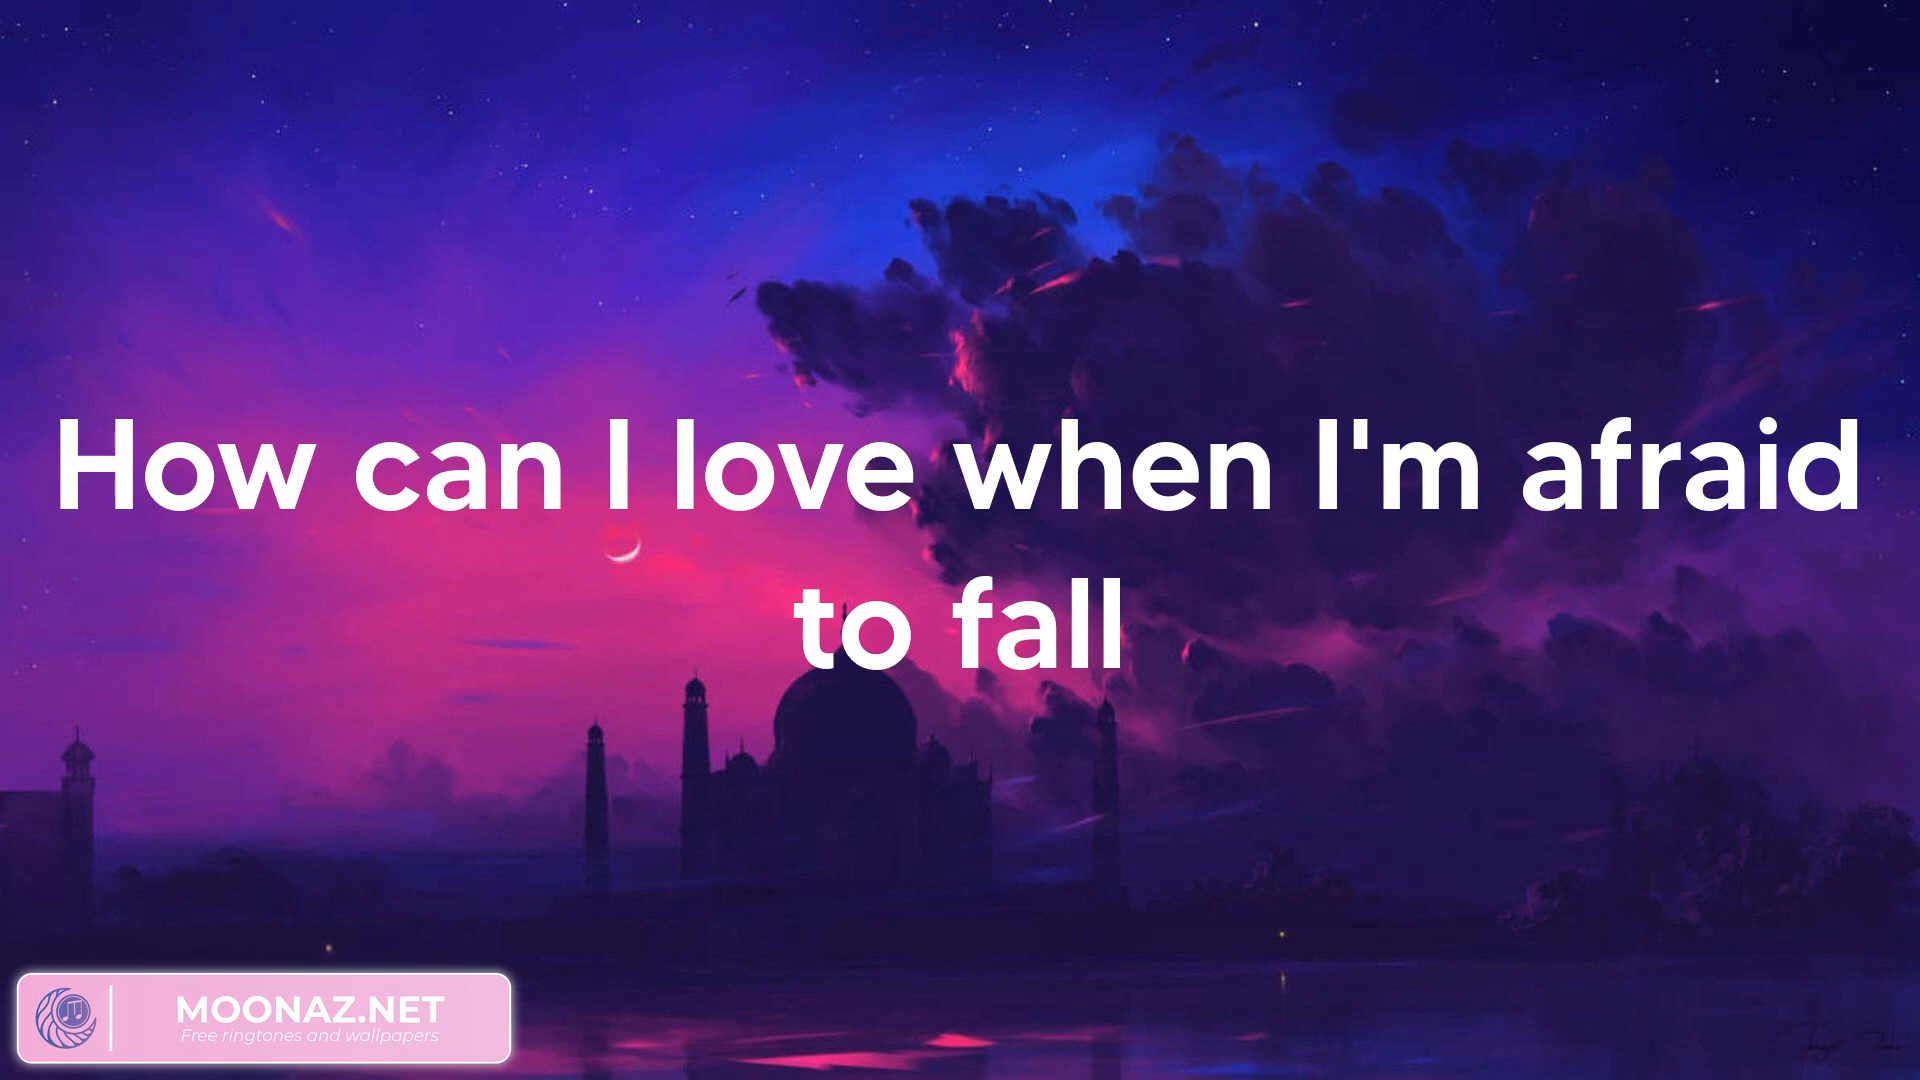 How can I love when I'm afraid
to fall
MOONAZ.NET
Free ringtones and wallpapers